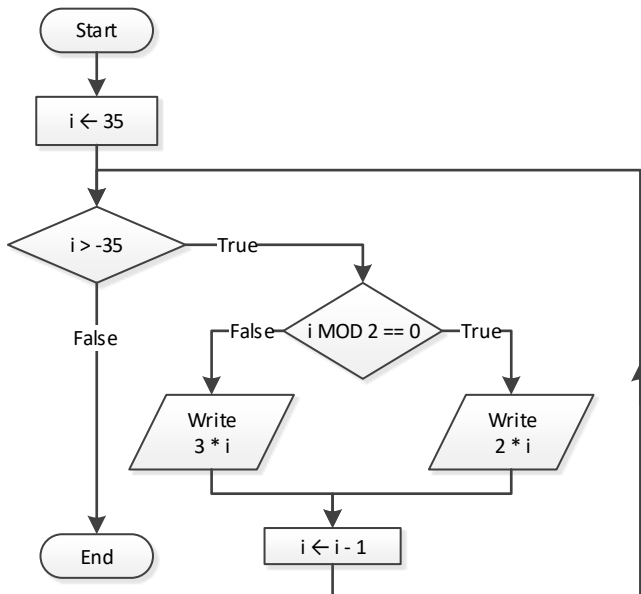 Start
i ← 35
i > -35
True
False
i MOD 2 == 0
False
True
Write
3 * i
Write
2 * i
i ← i - 1
End